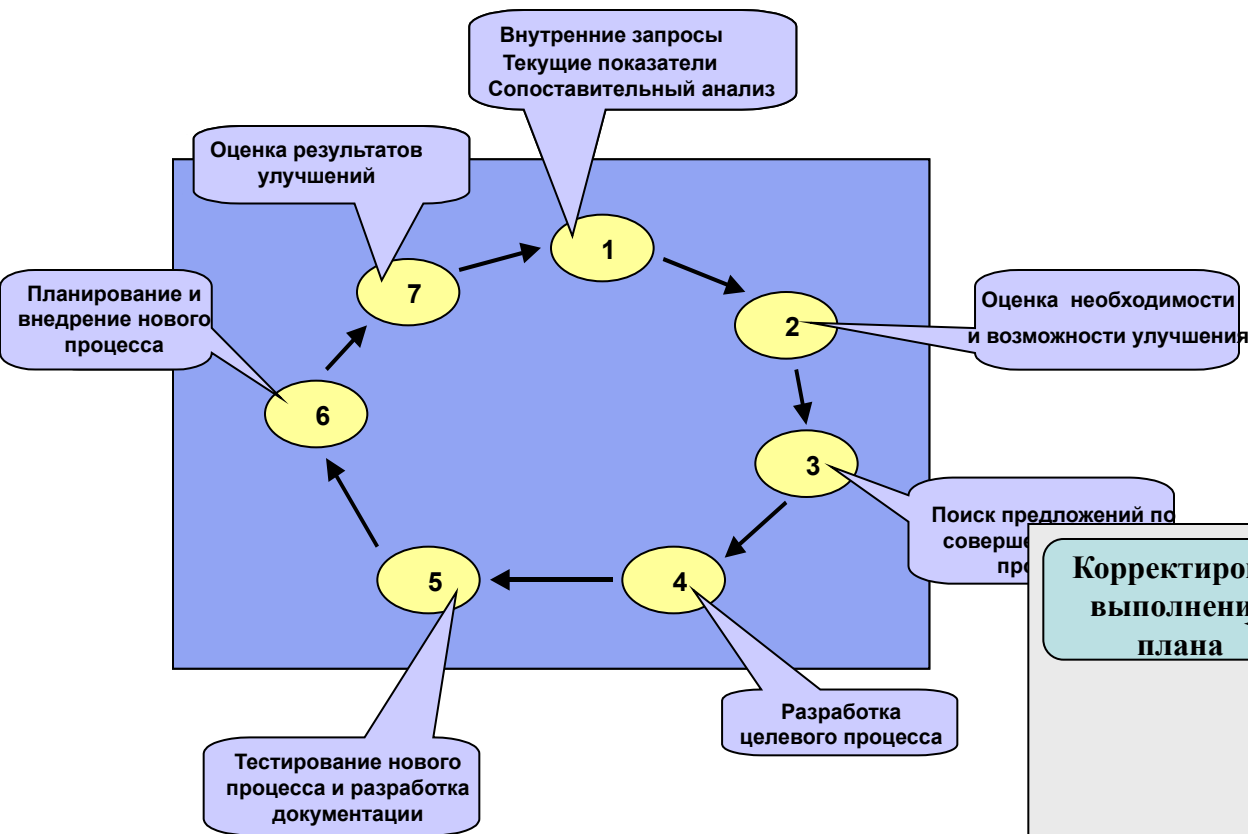 Внутренние запросы
Текущие показатели
Сопоставительный анализ
Оценка результатов
улучшений
1
7
Планирование и
внедрение нового
процесса
2
Оценка необходимости
и возможности улучшения
6
3
Поиск предложений по
5
4
плана
Разработка
целевого процесса
Тестирование нового
процесса и разработка
документации